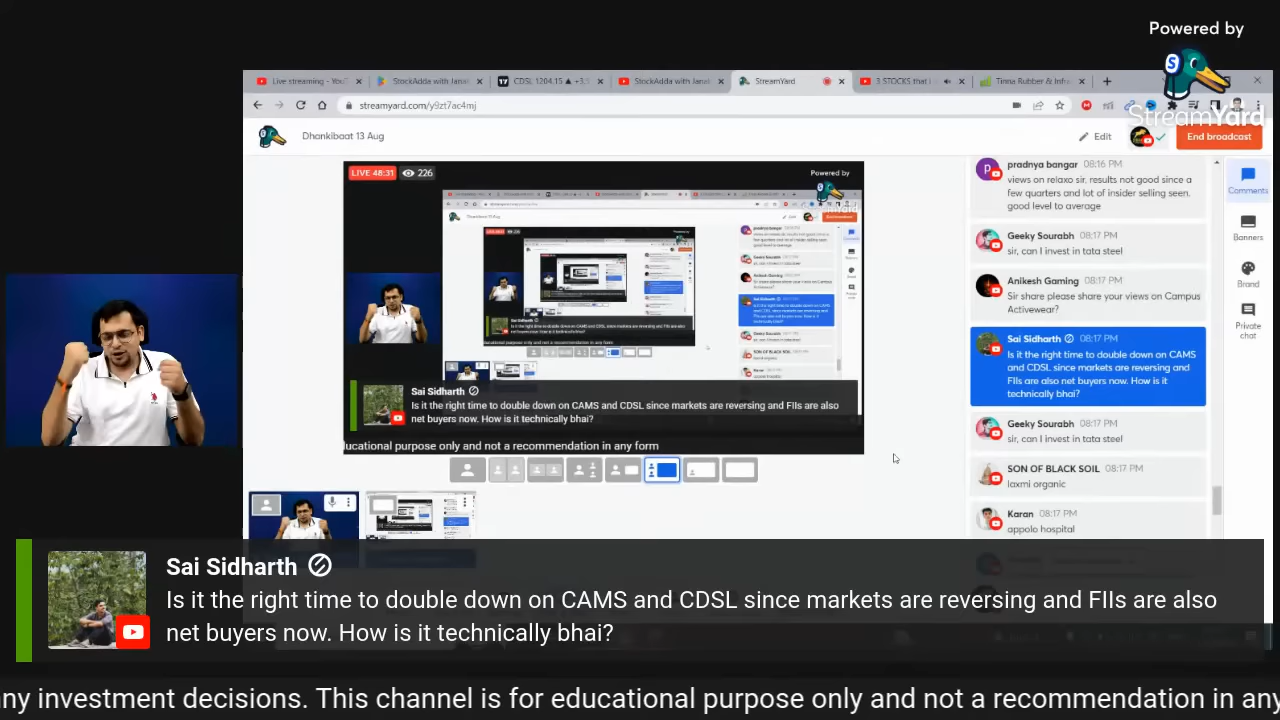 Powered by
StreamYard
Live streaming - You
StockAdda with Janak
CDSL 1204.15 ▲ +3.
StockAdda with Janak
StreamYard
3 STOCKS that
Tinna Rubber & Infra
streamyard.com/y9zt7ac4mj
Dhankibaat 13 Aug
Edit
End broadcast
LIVE 48:31
226
Powered by
Sai Sidharth
Is it the right time to double down on CAMS and CDSL since markets are reversing and FIIs are also
net buyers now. How is it technically bhai?
ucational purpose only and not a recommendation in any form
pradnya bangar 08:16 PM
views on relaxo sir. results not good since a
few quarters and lot of insider selling seen.
good level to average
Geeky Sourabh 08:17 PM
sir, can I invest in tata steel
Anikesh Gaming 08:17 PM
Sir share please share your views on Campus
Activewear?
Sai Sidharth 08:17 PM
Is it the right time to double down on CAMS
and CDSL since markets are reversing and
FIIs are also net buyers now. How is it
technically bhai?
Geeky Sourabh 08:17 PM
sir, can I invest in tata steel
SON OF BLACK SOIL 08:17 PM
laxmi organic
Karan 08:17 PM
appolo hospital
Comments
Banners
Brand
Private
chat
Sai Sidharth
Is it the right time to double down on CAMS and CDSL since markets are reversing and FIIs are also
net buyers now. How is it technically bhai?
ny investment decisions. This channel is for educational purpose only and not a recommendation in any